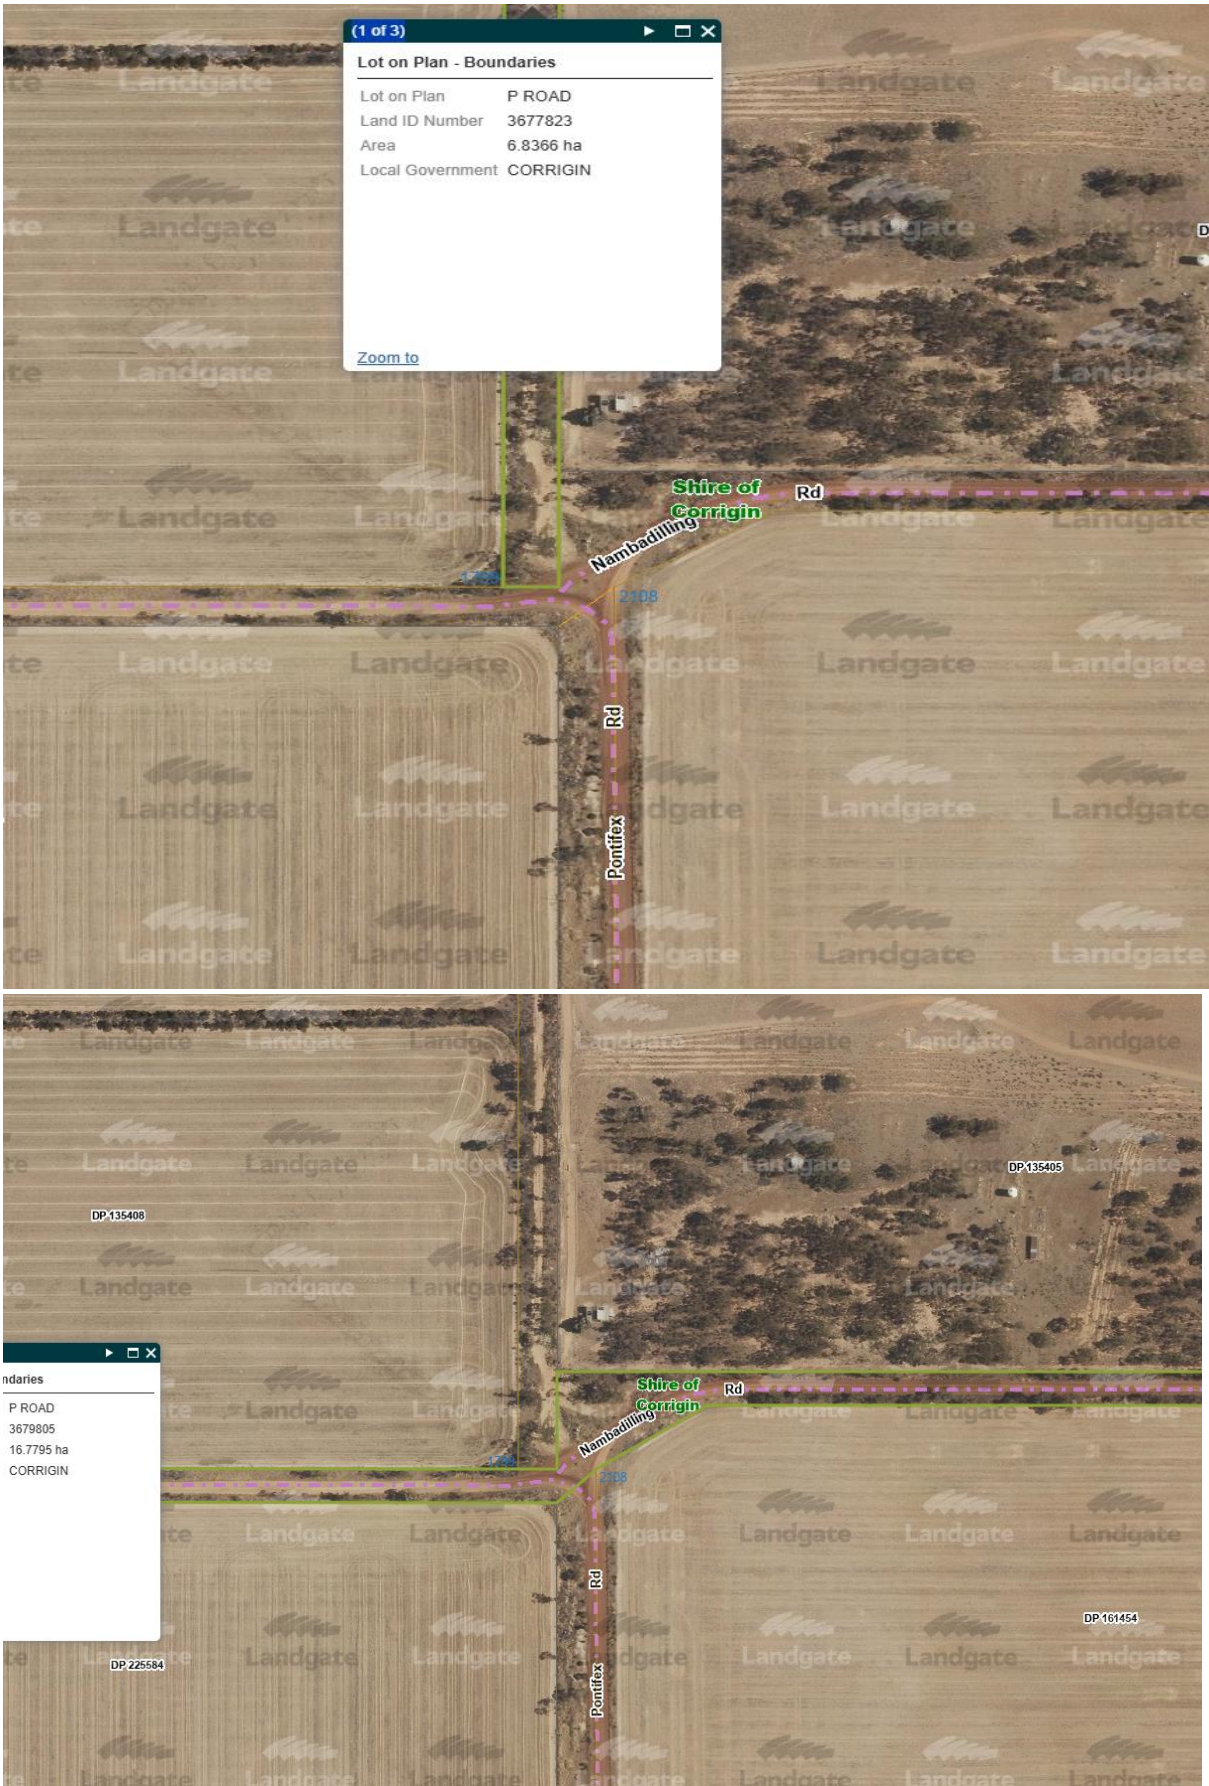 (1 of 3)
Lot on Plan - Boundaries
Lot on Plan P ROAD
Land ID Number 3677823
Area 6.8366 ha
Local Government CORRIGIN
Zoom to
Landgate
Shire of
Corrigin
Rd
Nambadilling
2108
Rd
Pontifex
DP 135405
DP 135408
ndaries
P ROAD
3679805
16.7795 ha
CORRIGIN
Shire of
Corrigin
Rd
Nambadilling
2108
Rd
Pontifex
DP 161454
DP 225584
Landgate